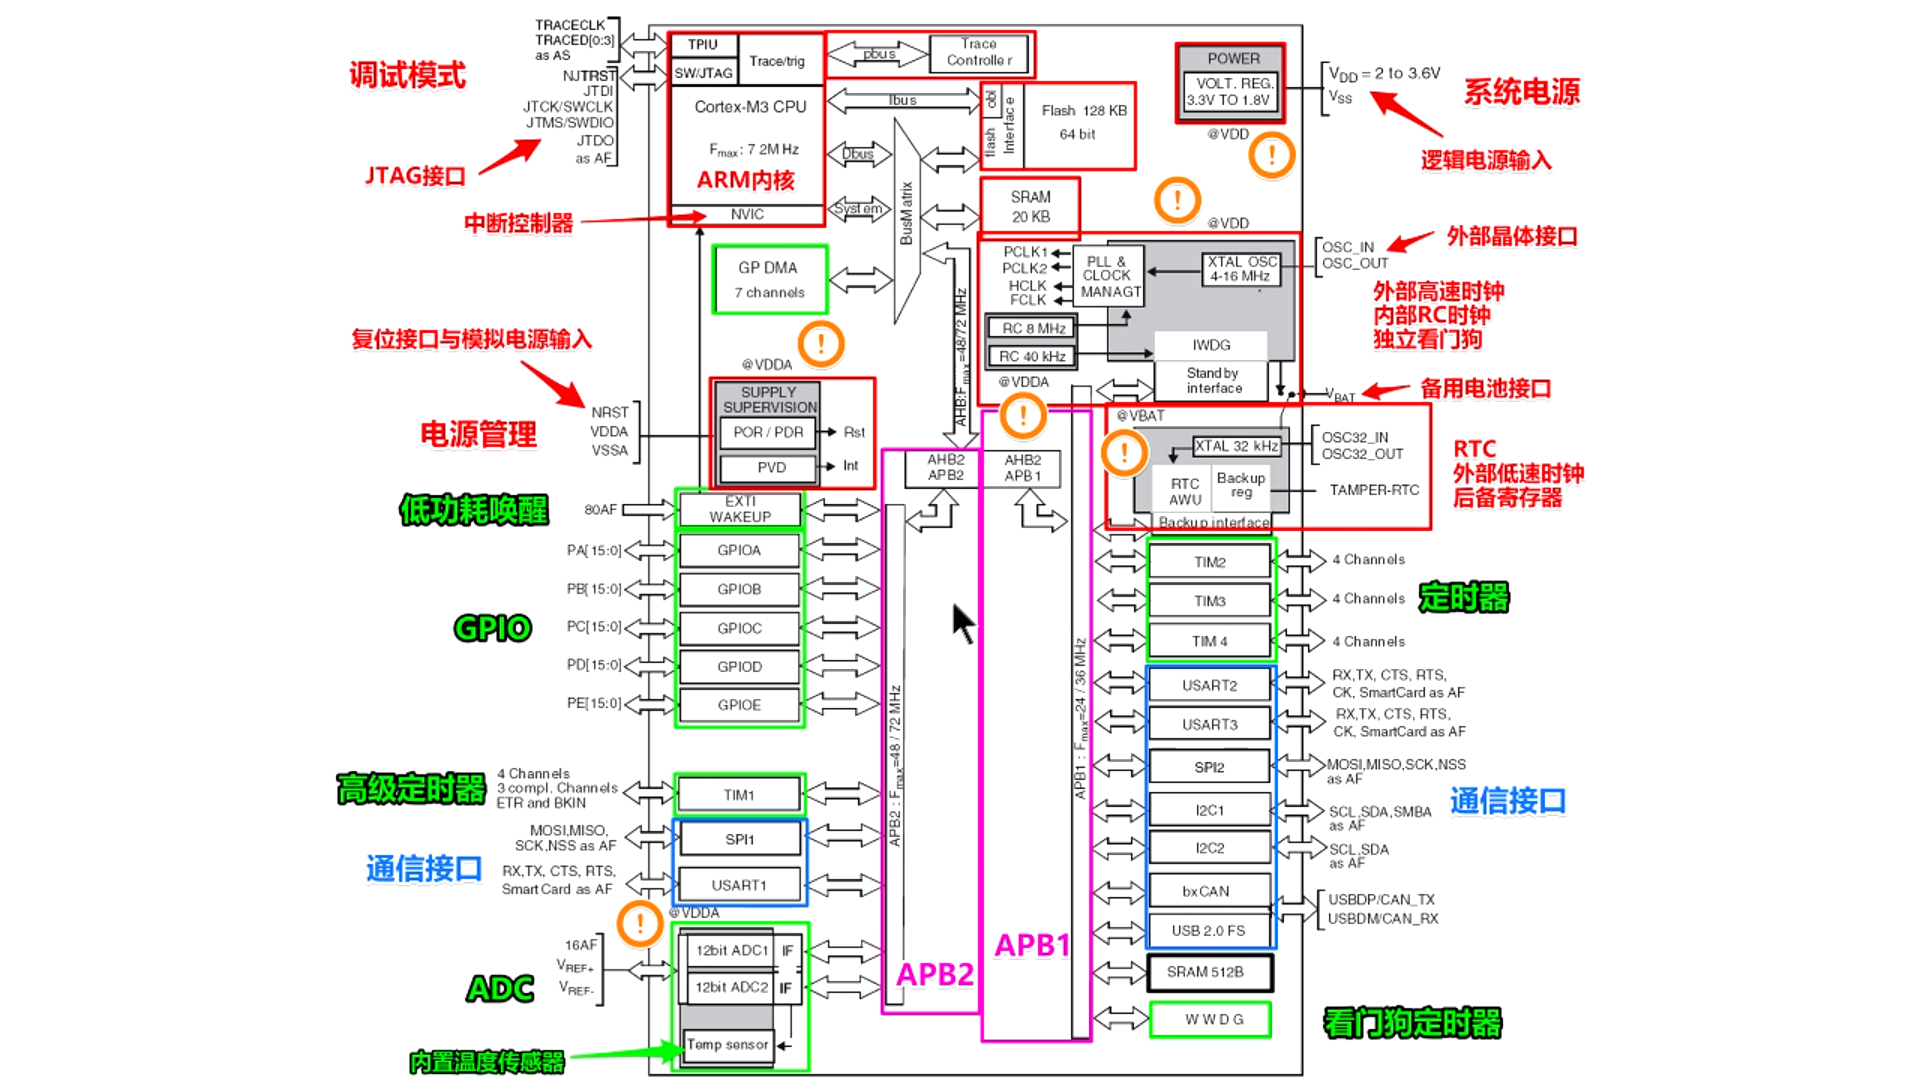 TRACECLK
TRACED[0:3]
as AS
NJTRST
JTDI
JTCK/SWCLK
JTMS/SWDIO
JTDO
as AF
调试模式
JTAG接口
中断控制器
TPIU
SW/JTAG
Trace/trig
Cortex-M3 CPU
Fmax: 7 2M Hz
ARM内核
NVIC
pbus
Trace
Controlle r
Ibus
Dbus
System
BusMatrix
obl
flash
Interfac e
Flash 128 KB
64 bit
SRAM
20 KB
POWER
VOLT. REG.
3.3V TO 1.8V
@VDD
VDD = 2 to 3.6V
VSS
系统电源
逻辑电源输入
GP DMA
7 channels
@VDD
PCLK1
PCLK2
HCLK
FCLK
PLL &
CLOCK
MANAGT
XTAL OSC
4-16 MHz
OSC_IN
OSC_OUT
外部晶体接口
外部高速时钟
内部RC时钟
独立看门狗
RC 8 MHz
RC 40 kHz
IWDG
Stand by
interface
@VDDA
VBAT
备用电池接口
复位接口与模拟电源输入
@VDDA
NRST
VDDA
VSSA
电源管理
SUPPLY
SUPERVISION
POR / PDR
Rst
PVD
Int
AHB:Fmax=48/72 MHz
@VBAT
XTAL 32 kHz
OSC32_IN
OSC32_OUT
RTC
AWU
Backup
reg
TAMPER-RTC
Backup interface
RTC
外部低速时钟
后备寄存器
AHB2
APB2
AHB2
APB1
低功耗唤醒
80AF
EXTI
WAKEUP
GPIO
PA[15:0]
GPIOA
PB[15:0]
GPIOB
PC[15:0]
GPIOC
PD[15:0]
GPIOD
PE[15:0]
GPIOE
高级定时器
4 Channels
3 compl. Channels
ETR and BKIN
TIM1
通信接口
MOSI,MISO,
SCK,NSS as AF
SPI1
RX,TX, CTS, RTS,
SmartCard as AF
USART1
@VDDA
ADC
16AF
VREF+
VREF-
12bit ADC1
IF
12bit ADC2
IF
Temp sensor
内置温度传感器
APB2 : Fmax=48 / 72 MHz
APB2
APB1
APB1 : Fmax=24 / 36 MHz
TIM2
4 Channels
TIM3
4 Channels
TIM 4
4 Channels
定时器
USART2
RX,TX, CTS, RTS,
CK, SmartCard as AF
USART3
RX,TX, CTS, RTS,
CK, SmartCard as AF
SPI2
MOSI,MISO,SCK,NSS
as AF
通信接口
I2C1
SCL,SDA,SMBA
as AF
I2C2
SCL,SDA
as AF
bxCAN
USBDP/CAN_TX
USBDM/CAN_RX
USB 2.0 FS
SRAM 512B
W W D G
看门狗定时器